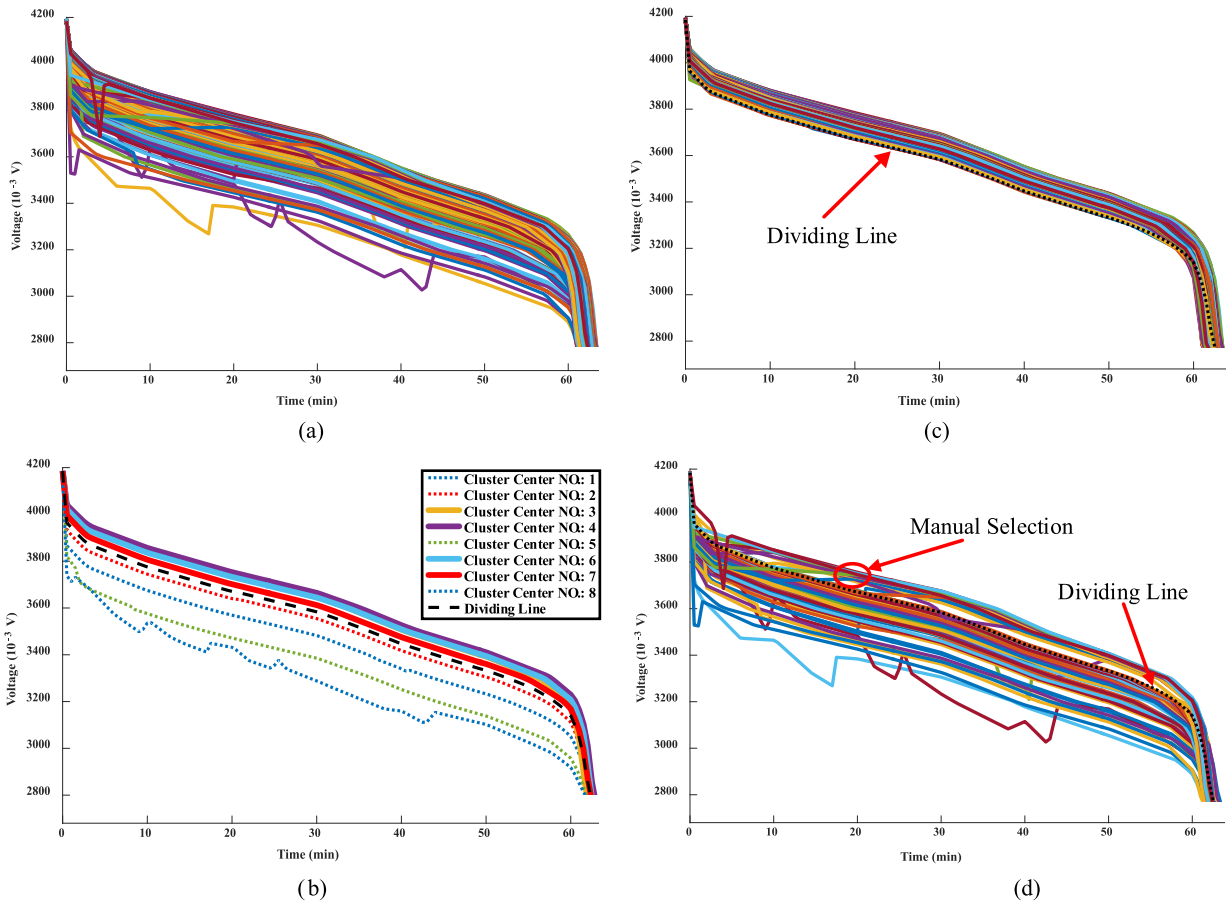 4200
4000
3800
3600
3400
3200
3000
2800
Voltage (10⁻³ V)
0 10 20 30 40 50 60
Time (min)
(a)
4200
4000
3800
3600
3400
3200
3000
2800
Voltage (10⁻³ V)
Dividing Line
0 10 20 30 40 50 60
Time (min)
(c)
4200
4000
3800
3600
3400
3200
3000
2800
Voltage (10⁻³ V)
Cluster Center NO.: 1
Cluster Center NO.: 2
Cluster Center NO.: 3
Cluster Center NO.: 4
Cluster Center NO.: 5
Cluster Center NO.: 6
Cluster Center NO.: 7
Cluster Center NO.: 8
Dividing Line
0 10 20 30 40 50 60
Time (min)
(b)
4200
4000
3800
3600
3400
3200
3000
2800
Voltage (10⁻³ V)
Manual Selection
Dividing Line
0 10 20 30 40 50 60
Time (min)
(d)